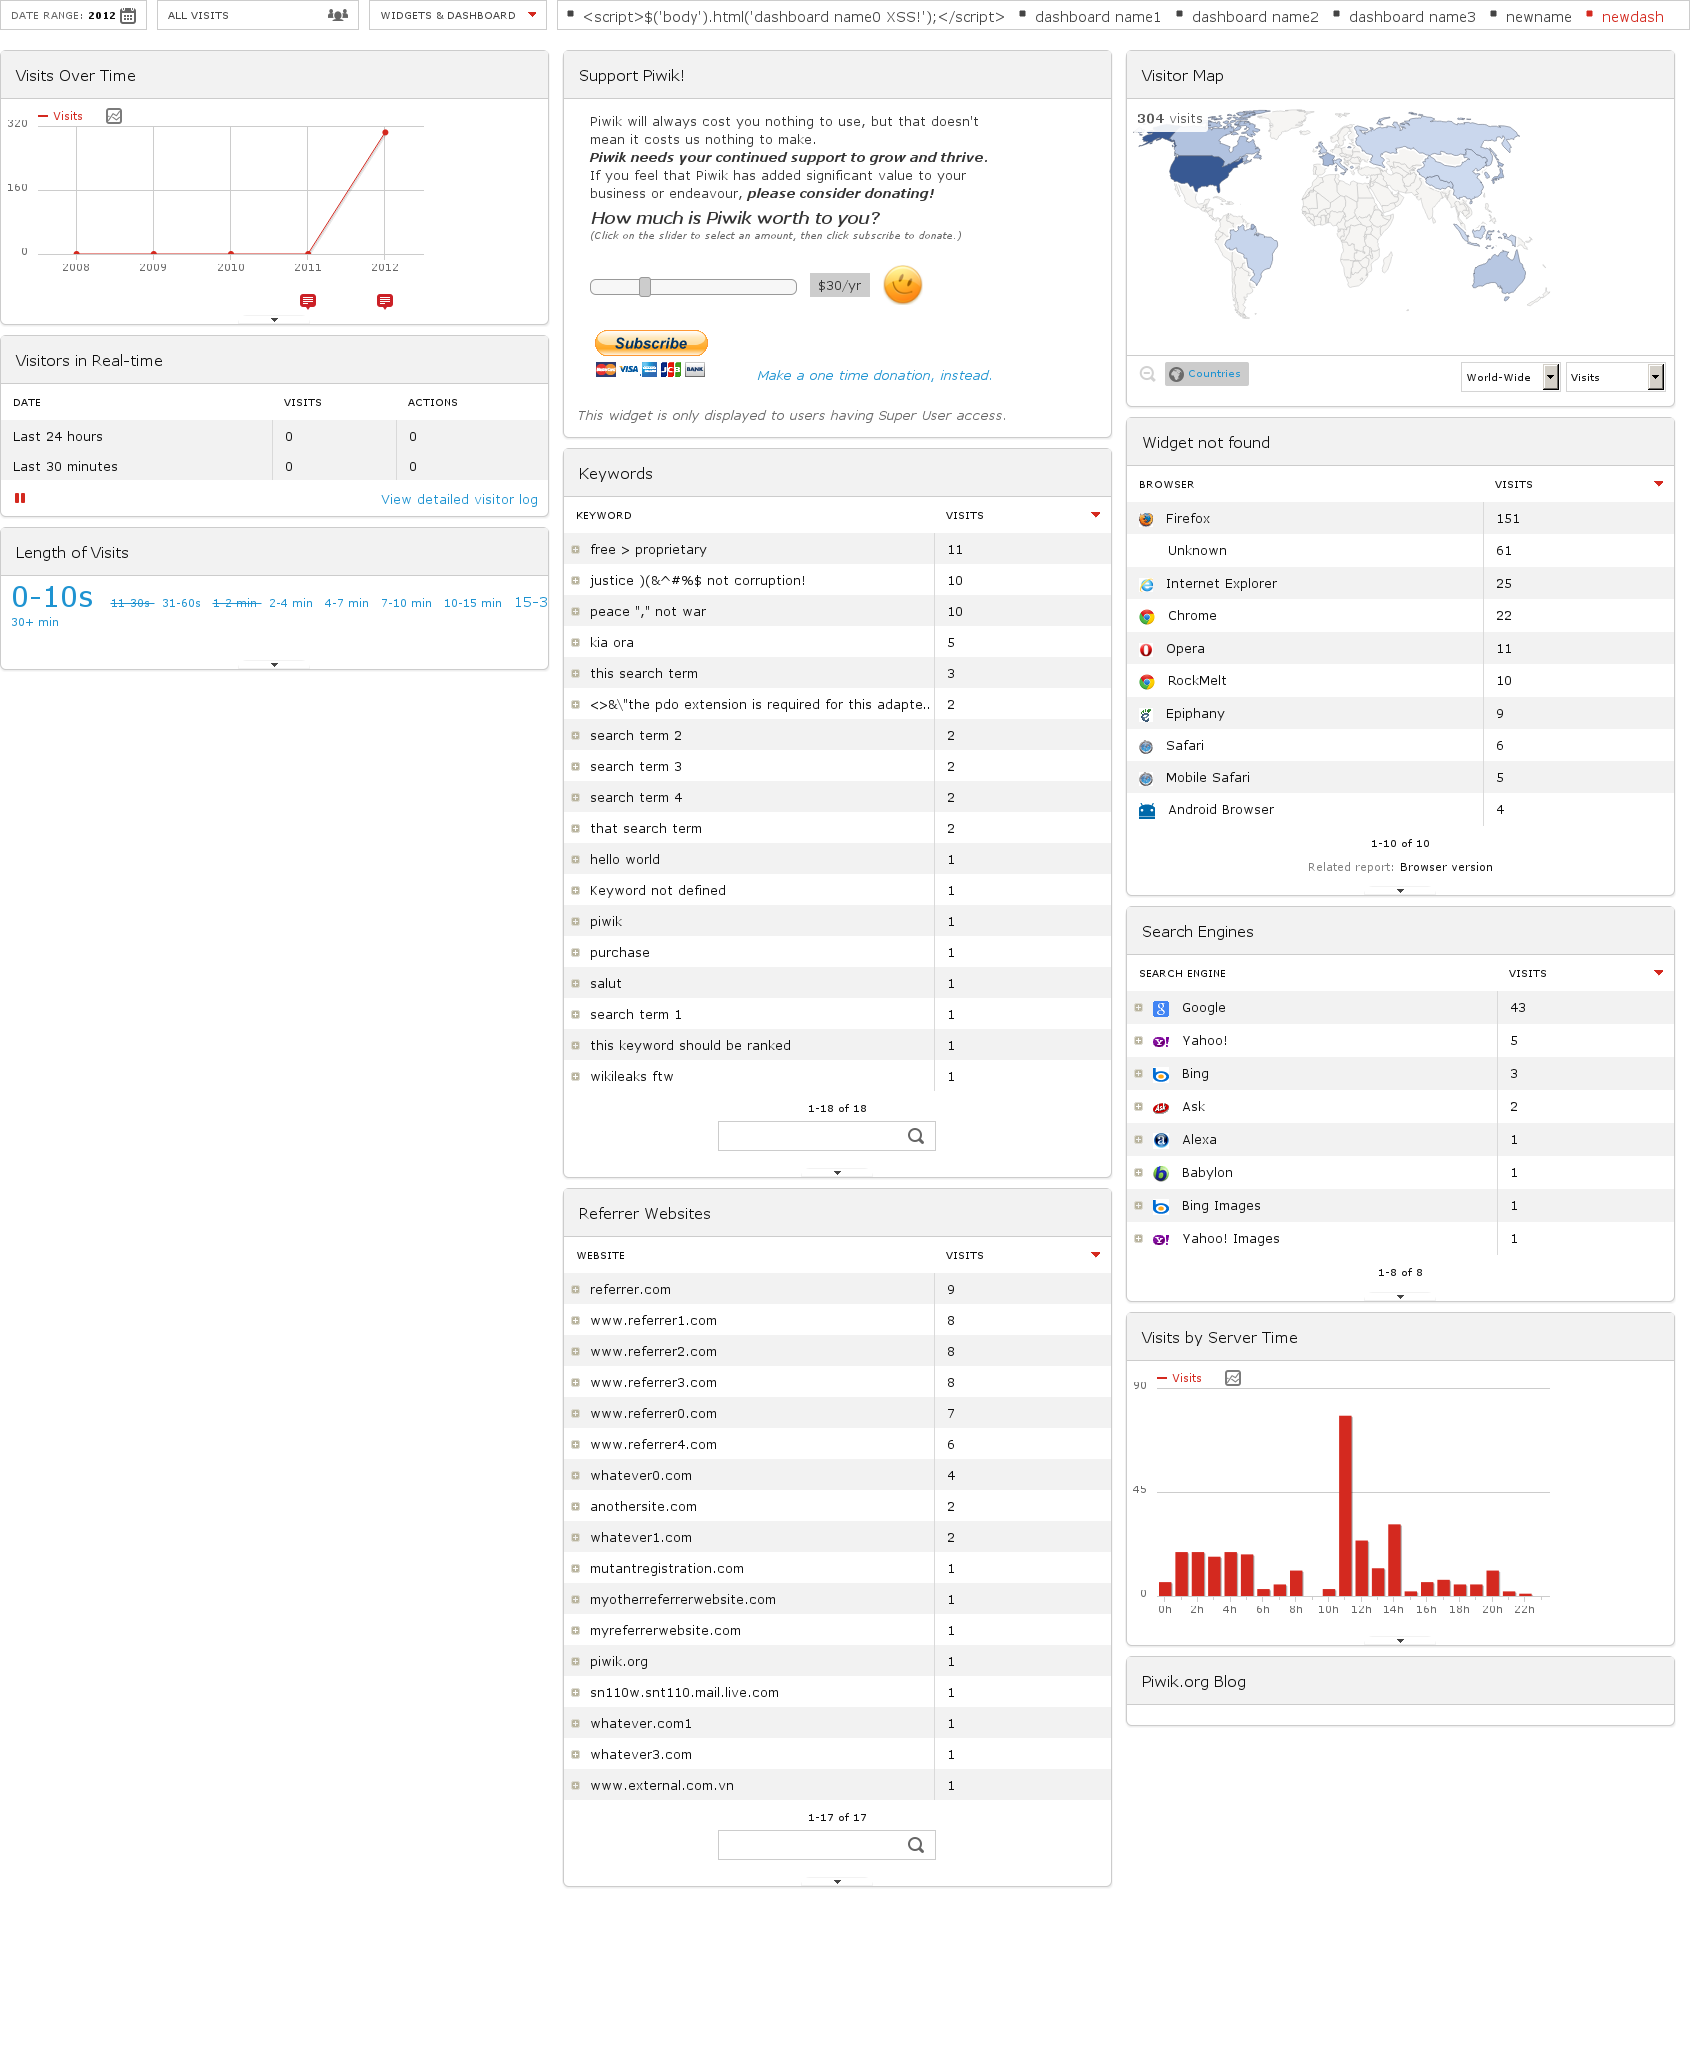 DATE RANGE: 2012
ALL VISITS
WIDGETS & DASHBOARD
<script>$('body').html('dashboard name0 XSS!');</script>
dashboard name1
dashboard name2
dashboard name3
newname
newdash
Visits Over Time
Visits
320
160
0
2008 2009 2010 2011 2012
Visitors in Real-time
DATE VISITS ACTIONS
Last 24 hours 0 0
Last 30 minutes 0 0
View detailed visitor log
Length of Visits
0-10s 11-30s 31-60s 1-2 min 2-4 min 4-7 min 7-10 min 10-15 min 15-3
30+ min
Support Piwik!
Piwik will always cost you nothing to use, but that doesn't
mean it costs us nothing to make.
Piwik needs your continued support to grow and thrive.
If you feel that Piwik has added significant value to your
business or endeavour, please consider donating!
How much is Piwik worth to you?
(Click on the slider to select an amount, then click subscribe to donate.)
$30/yr
Subscribe
VISA JCB BANK
Make a one time donation, instead.
This widget is only displayed to users having Super User access.
Keywords
KEYWORD VISITS
free > proprietary 11
justice )(&^#%$ not corruption! 10
peace "," not war 10
kia ora 5
this search term 3
<>&\"the pdo extension is required for this adapte.. 2
search term 2 2
search term 3 2
search term 4 2
that search term 2
hello world 1
Keyword not defined 1
piwik 1
purchase 1
salut 1
search term 1 1
this keyword should be ranked 1
wikileaks ftw 1
1-18 of 18
Referrer Websites
WEBSITE VISITS
referrer.com 9
www.referrer1.com 8
www.referrer2.com 8
www.referrer3.com 8
www.referrer0.com 7
www.referrer4.com 6
whatever0.com 4
anothersite.com 2
whatever1.com 2
mutantregistration.com 1
myotherreferrerwebsite.com 1
myreferrerwebsite.com 1
piwik.org 1
sn110w.snt110.mail.live.com 1
whatever.com1 1
whatever3.com 1
www.external.com.vn 1
1-17 of 17
Visitor Map
304 visits
Countries
World-Wide
Visits
Widget not found
BROWSER VISITS
Firefox 151
Unknown 61
Internet Explorer 25
Chrome 22
Opera 11
RockMelt 10
Epiphany 9
Safari 6
Mobile Safari 5
Android Browser 4
1-10 of 10
Related report: Browser version
Search Engines
SEARCH ENGINE VISITS
Google 43
Yahoo! 5
Bing 3
Ask 2
Alexa 1
Babylon 1
Bing Images 1
Yahoo! Images 1
1-8 of 8
Visits by Server Time
Visits
90
45
0
0h 2h 4h 6h 8h 10h 12h 14h 16h 18h 20h 22h
Piwik.org Blog